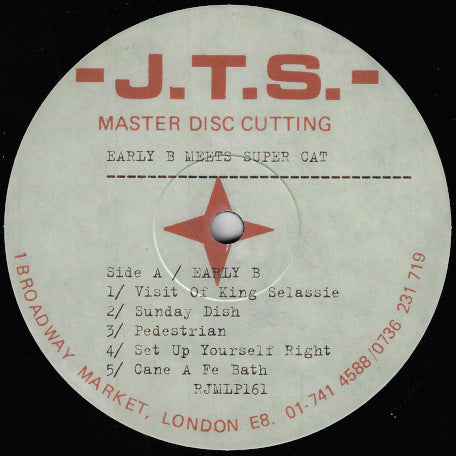 -J.T.S.-
MASTER DISC CUTTING
EARLY B MEETS SUPER CAT
Side A / EARLY B
1/ Visit Of King Selassie
2/ Sunday Dish
3/ Pedestrian
4/ Set Up Yourself Right
5/ Cane A Fe Bath
RJMLP161
1 BROADWAY MARKET, LONDON E8. 01-741 4588/0736 231 719